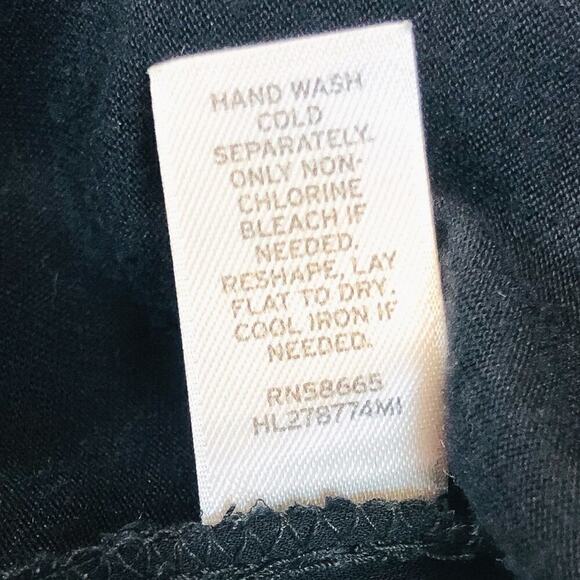 HAND WASH
COLD
SEPARATELY.
ONLY NON-
CHLORINE
BLEACH IF
NEEDED.
RESHAPE, LAY
FLAT TO DRY.
COOL IRON IF
NEEDED.
RN58665
HL278774MI